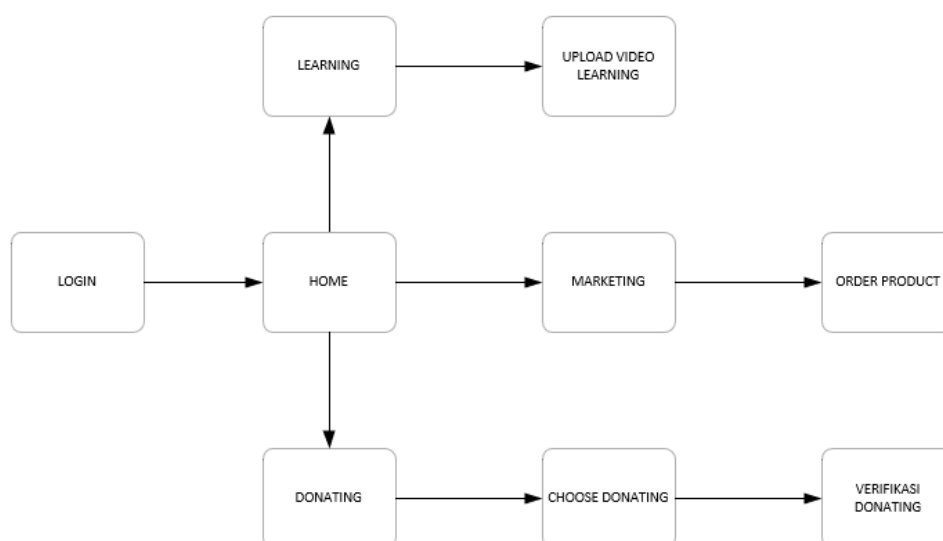 LEARNING
UPLOAD VIDEO
LEARNING
LOGIN
HOME
MARKETING
ORDER PRODUCT
DONATING
CHOOSE DONATING
VERIFIKASI
DONATING